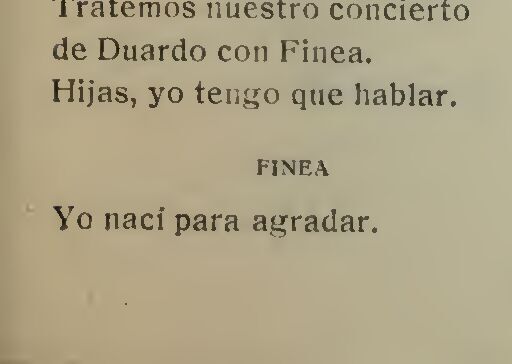 Tratemos nuestro concierto
de Duardo con Finea.
Hijas, yo tengo que hablar.
FINEA
Yo nací para agradar.